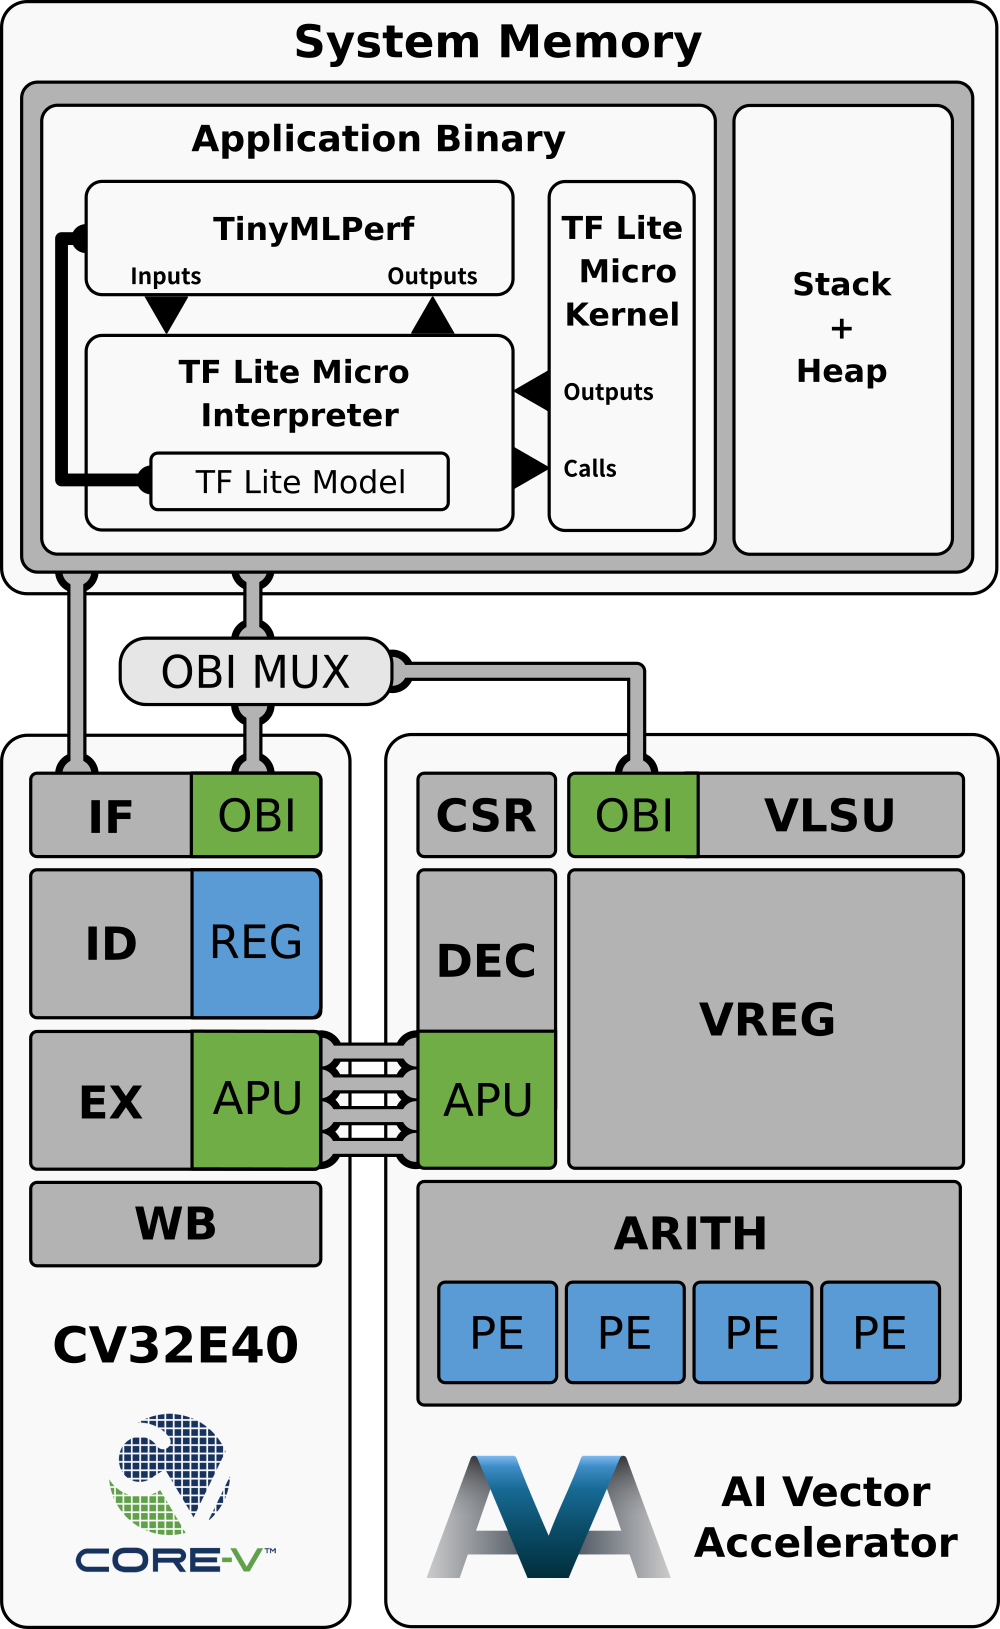 System Memory
Application Binary
TinyMLPerf
Inputs
Outputs
TF Lite Micro
Interpreter
TF Lite Model
TF Lite
Micro
Kernel
Outputs
Calls
Stack
+
Heap
OBI MUX
IF
OBI
ID
REG
EX
APU
WB
CV32E40
CORE-V™
CSR
OBI
VLSU
DEC
APU
VREG
ARITH
PE
PE
PE
PE
AVA
AI Vector
Accelerator